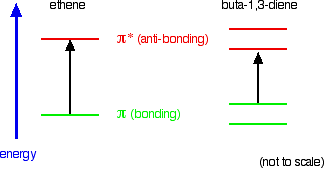 ethene
buta-1,3-diene
π* (anti-bonding)
π (bonding)
energy
(not to scale)